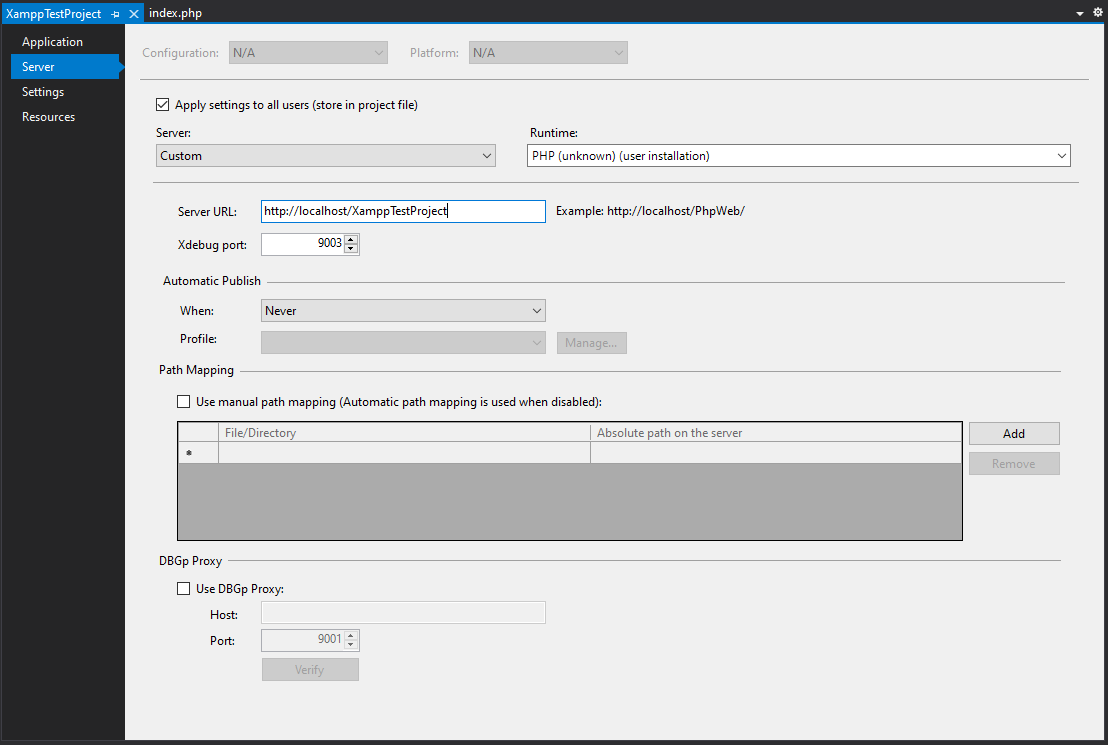 XamppTestProject index.php
Application
Server
Settings
Resources
Configuration: N/A Platform: N/A
Apply settings to all users (store in project file)
Server: Runtime:
Custom PHP (unknown) (user installation)
Server URL: http://localhost/XamppTestProject Example: http://localhost/PhpWeb/
Xdebug port: 9003
Automatic Publish
When: Never
Profile: Manage...
Path Mapping
Use manual path mapping (Automatic path mapping is used when disabled):
File/Directory Absolute path on the server Add
Remove
DBGp Proxy
Use DBGp Proxy:
Host:
Port: 9001
Verify